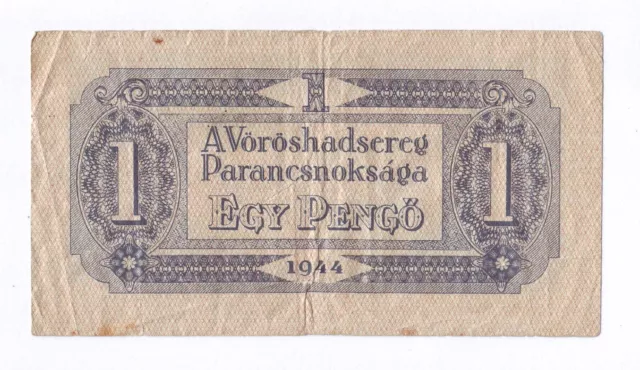 1
A Vöröshadsereg
Parancsnoksága
EGY PENGŐ
1 1
1944